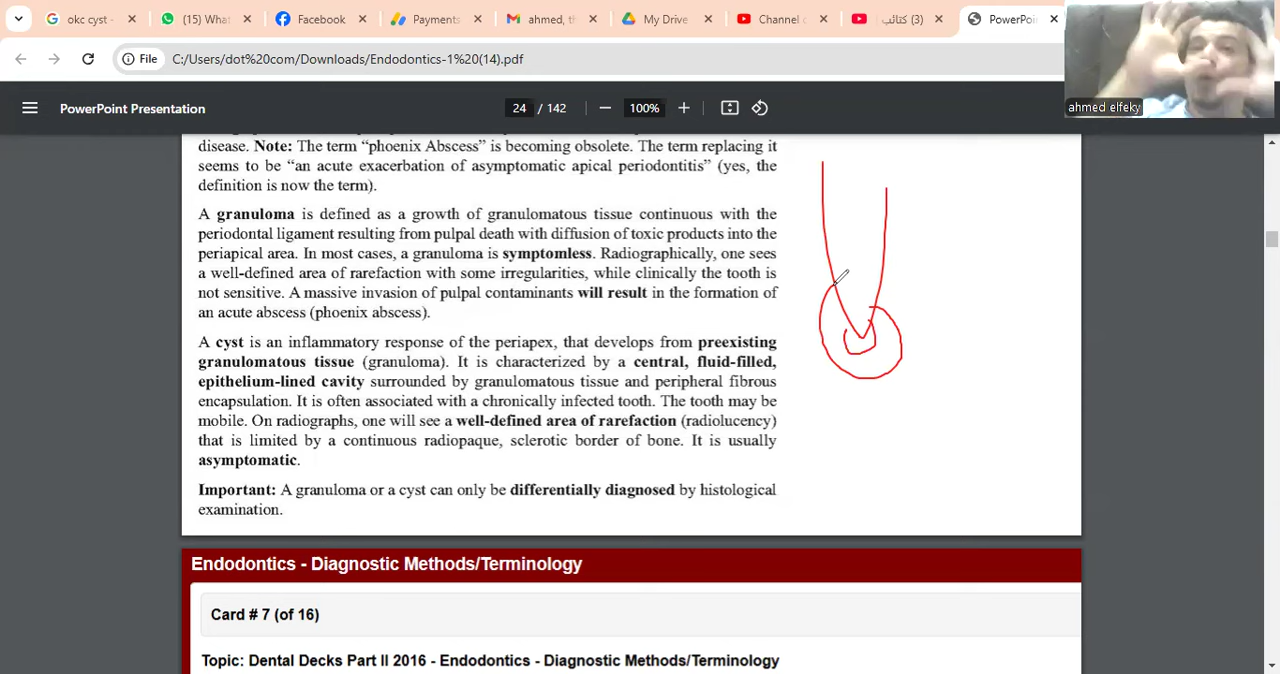 okc cyst -
(15) What
Facebook
Payments
ahmed, th
My Drive
Channel c
(3) كتائب
PowerPoi
File
C:/Users/dot%20com/Downloads/Endodontics-1%20(14).pdf
PowerPoint Presentation
24 / 142
100%
ahmed elfeky
disease. Note: The term “phoenix Abscess” is becoming obsolete. The term replacing it
seems to be “an acute exacerbation of asymptomatic apical periodontitis” (yes, the
definition is now the term).
A granuloma is defined as a growth of granulomatous tissue continuous with the
periodontal ligament resulting from pulpal death with diffusion of toxic products into the
periapical area. In most cases, a granuloma is symptomless. Radiographically, one sees
a well-defined area of rarefaction with some irregularities, while clinically the tooth is
not sensitive. A massive invasion of pulpal contaminants will result in the formation of
an acute abscess (phoenix abscess).
A cyst is an inflammatory response of the periapex, that develops from preexisting
granulomatous tissue (granuloma). It is characterized by a central, fluid-filled,
epithelium-lined cavity surrounded by granulomatous tissue and peripheral fibrous
encapsulation. It is often associated with a chronically infected tooth. The tooth may be
mobile. On radiographs, one will see a well-defined area of rarefaction (radiolucency)
that is limited by a continuous radiopaque, sclerotic border of bone. It is usually
asymptomatic.
Important: A granuloma or a cyst can only be differentially diagnosed by histological
examination.
Endodontics - Diagnostic Methods/Terminology
Card # 7 (of 16)
Topic: Dental Decks Part II 2016 - Endodontics - Diagnostic Methods/Terminology